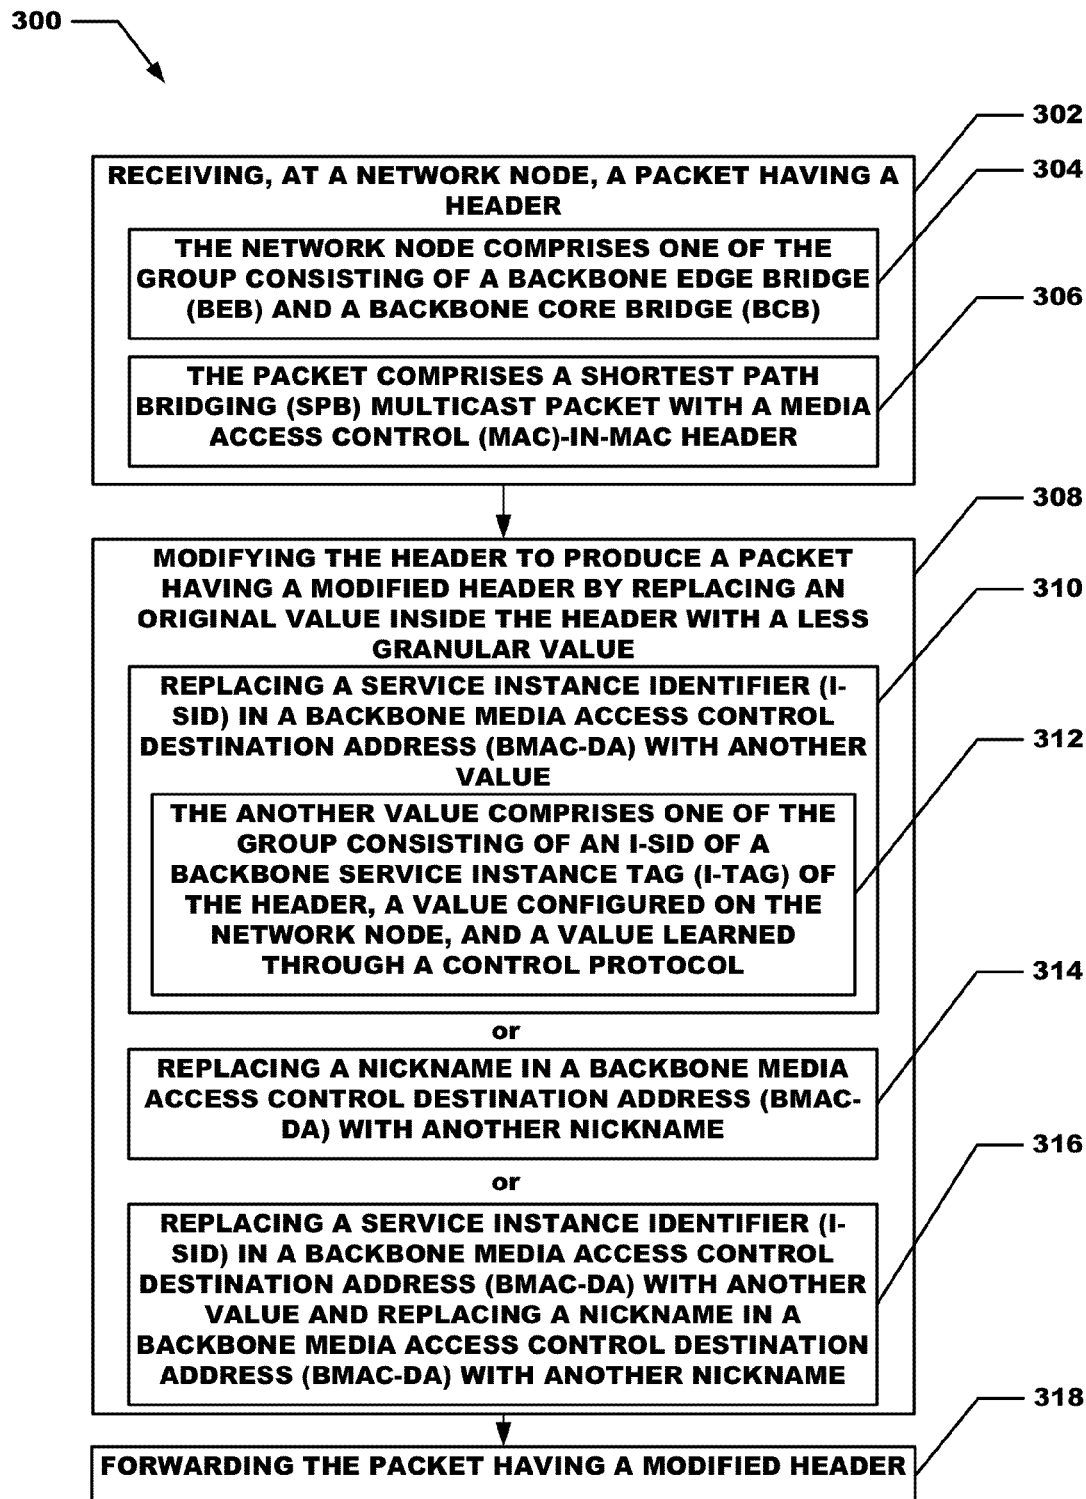 300
302
RECEIVING, AT A NETWORK NODE, A PACKET HAVING A
HEADER
304
THE NETWORK NODE COMPRISES ONE OF THE
GROUP CONSISTING OF A BACKBONE EDGE BRIDGE
(BEB) AND A BACKBONE CORE BRIDGE (BCB)
306
THE PACKET COMPRISES A SHORTEST PATH
BRIDGING (SPB) MULTICAST PACKET WITH A MEDIA
ACCESS CONTROL (MAC)-IN-MAC HEADER
308
MODIFYING THE HEADER TO PRODUCE A PACKET
HAVING A MODIFIED HEADER BY REPLACING AN
ORIGINAL VALUE INSIDE THE HEADER WITH A LESS
GRANULAR VALUE
310
REPLACING A SERVICE INSTANCE IDENTIFIER (I-
SID) IN A BACKBONE MEDIA ACCESS CONTROL
DESTINATION ADDRESS (BMAC-DA) WITH ANOTHER
VALUE
312
THE ANOTHER VALUE COMPRISES ONE OF THE
GROUP CONSISTING OF AN I-SID OF A
BACKBONE SERVICE INSTANCE TAG (I-TAG) OF
THE HEADER, A VALUE CONFIGURED ON THE
NETWORK NODE, AND A VALUE LEARNED
THROUGH A CONTROL PROTOCOL
or
314
REPLACING A NICKNAME IN A BACKBONE MEDIA
ACCESS CONTROL DESTINATION ADDRESS (BMAC-
DA) WITH ANOTHER NICKNAME
or
316
REPLACING A SERVICE INSTANCE IDENTIFIER (I-
SID) IN A BACKBONE MEDIA ACCESS CONTROL
DESTINATION ADDRESS (BMAC-DA) WITH ANOTHER
VALUE AND REPLACING A NICKNAME IN A
BACKBONE MEDIA ACCESS CONTROL DESTINATION
ADDRESS (BMAC-DA) WITH ANOTHER NICKNAME
318
FORWARDING THE PACKET HAVING A MODIFIED HEADER